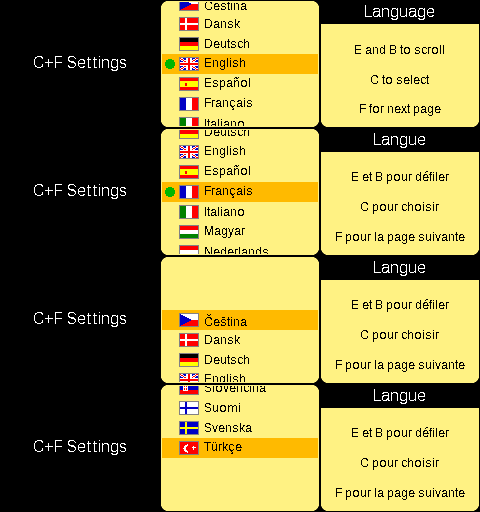 C+F Settings
Čeština
Dansk
Deutsch
English
Español
Français
Italiano
Language
E and B to scroll
C to select
F for next page
C+F Settings
Deutsch
English
Español
Français
Italiano
Magyar
Nederlands
Langue
E et B pour défiler
C pour choisir
F pour la page suivante
C+F Settings
Čeština
Dansk
Deutsch
English
Langue
E et B pour défiler
C pour choisir
F pour la page suivante
C+F Settings
Slovenčina
Suomi
Svenska
Türkçe
Langue
E et B pour défiler
C pour choisir
F pour la page suivante